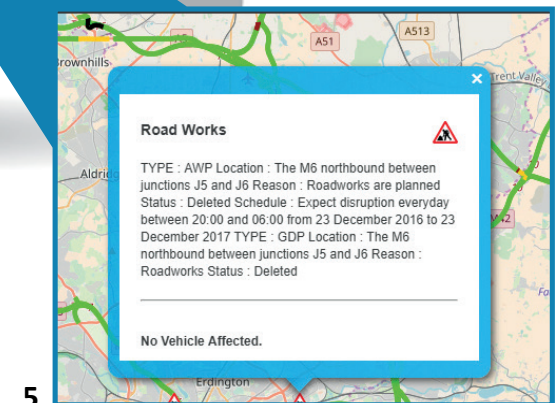 A51
A513
rownhills
Trent Valley
×
Road Works
TYPE : AWP Location : The M6 northbound between
junctions J5 and J6 Reason : Roadworks are planned
Status : Deleted Schedule : Expect disruption everyday
between 20:00 and 06:00 from 23 December 2016 to 23
December 2017 TYPE : GDP Location : The M6
northbound between junctions J5 and J6 Reason :
Roadworks Status : Deleted
Aldrid
M42
No Vehicle Affected.
Erdington
5